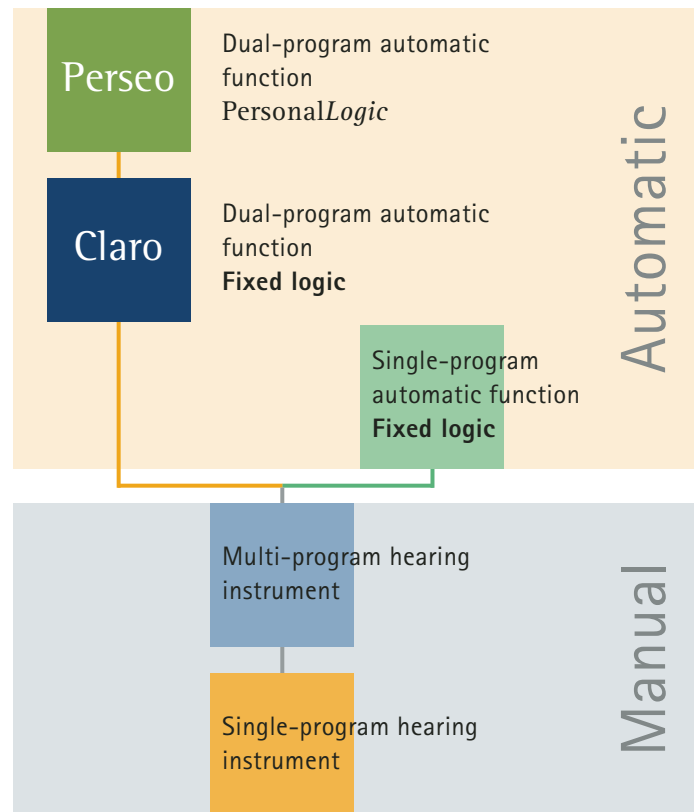 Perseo
Dual-program automatic
function
PersonalLogic
Claro
Dual-program automatic
function
Fixed logic
Single-program
automatic function
Fixed logic
Automatic
Multi-program hearing
instrument
Single-program hearing
instrument
Manual